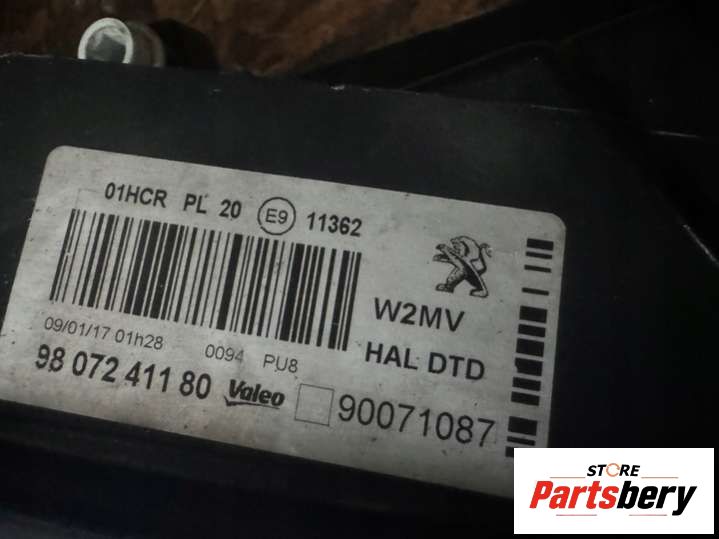 01HCR PL 20 E9 11362
W2MV
09/01/17 01h28 0094 PU8
HAL DTD
98 072 411 80 Valeo 90071087
STORE
Partsbery